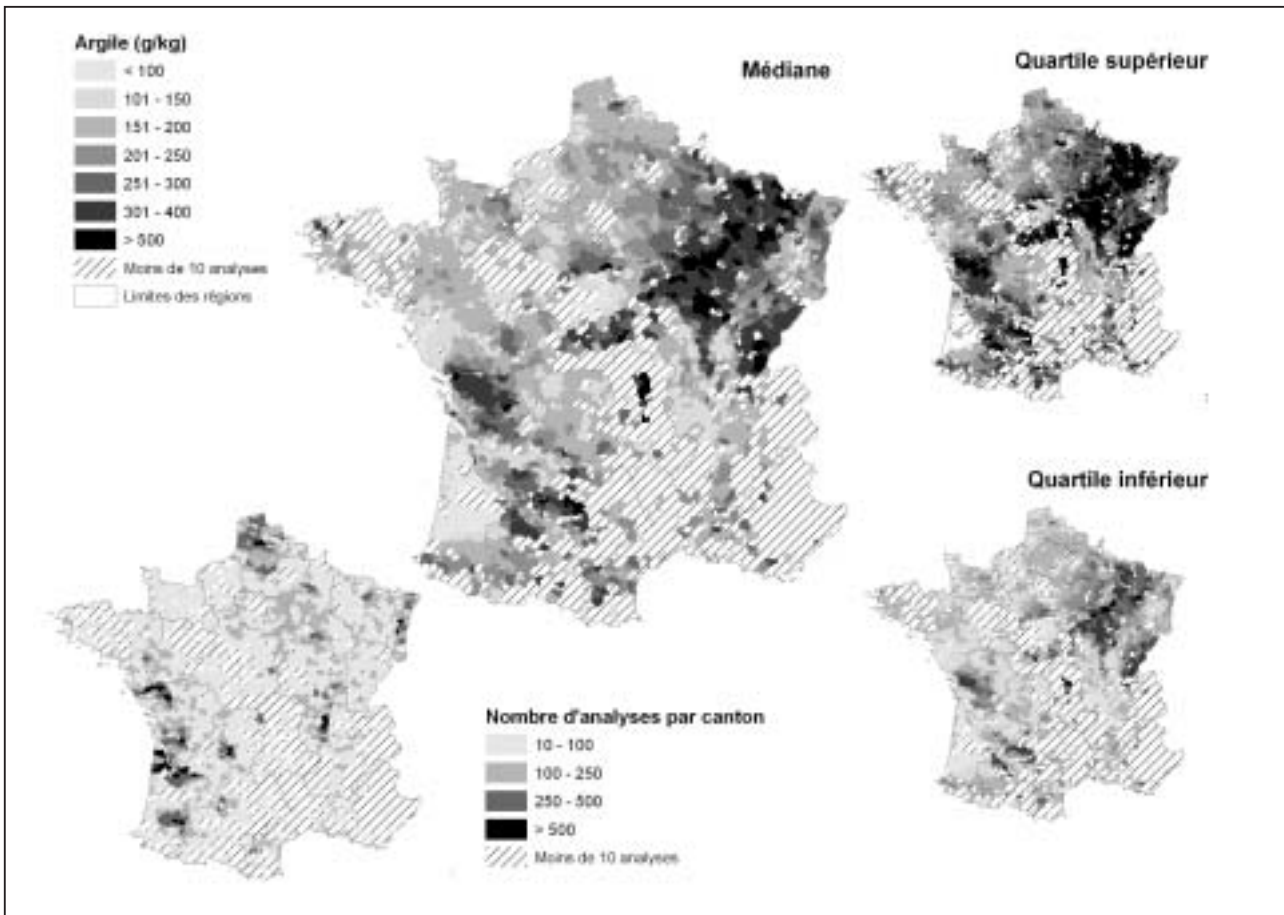 Argile (g/kg)
< 100
101 - 150
151 - 200
201 - 250
251 - 300
301 - 400
> 500
Moins de 10 analyses
Limites des régions
Médiane
Quartile supérieur
Quartile inférieur
Nombre d'analyses par canton
10 - 100
100 - 250
250 - 500
> 500
Moins de 10 analyses